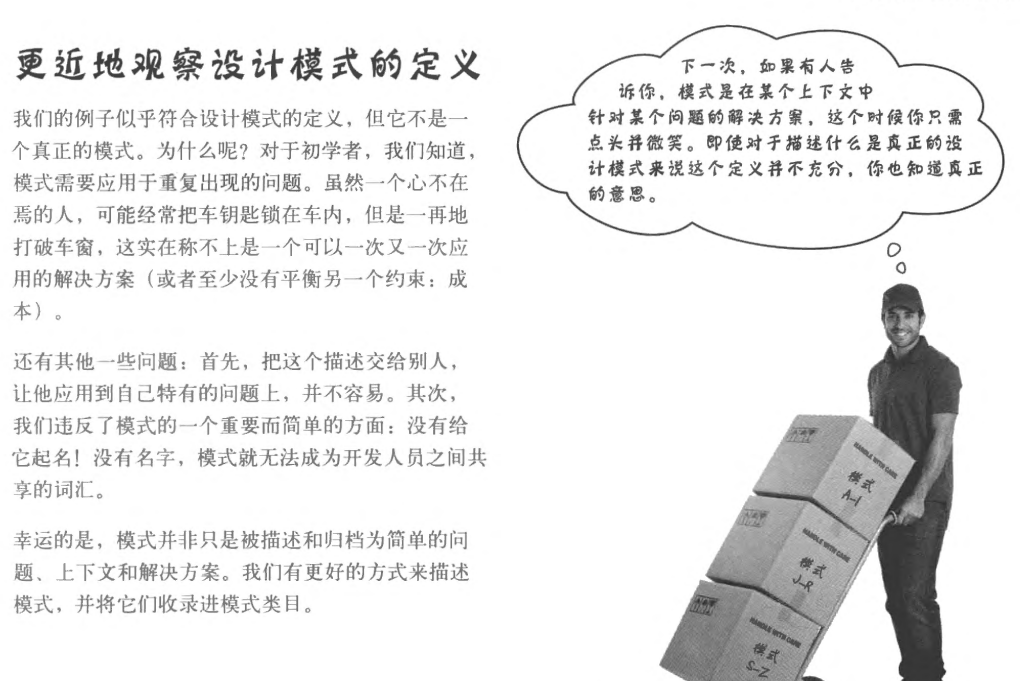 更近地观察设计模式的定义
我们的例子似乎符合设计模式的定义，但它不是一
个真正的模式。为什么呢？对于初学者，我们知道，
模式需要应用于重复出现的问题。虽然一个心不在
焉的人，可能经常把车钥匙锁在车内，但是一再地
打破车窗，这实在称不上是一个可以一次又一次应
用的解决方案（或者至少没有平衡另一个约束：成
本）。
还有其他一些问题：首先，把这个描述交给别人，
让他应用到自己特有的问题上，并不容易。其次，
我们违反了模式的一个重要而简单的方面：没有给
它起名！没有名字，模式就无法成为开发人员之间共
享的词汇。
幸运的是，模式并非只是被描述和归档为简单的问
题、上下文和解决方案。我们有更好的方式来描述
模式，并将它们收录进模式类目。
下一次，如果有人告
诉你，模式是在某个上下文中
针对某个问题的解决方案，这个时候你只需
点头并微笑。即使对于描述什么是真正的设
计模式来说这个定义并不充分，你也知道真正
的意思。
HANDLE WITH CARE
模式
A-I
HANDLE WITH CARE
模式
J-R
HANDLE WITH CARE
模式
S-Z